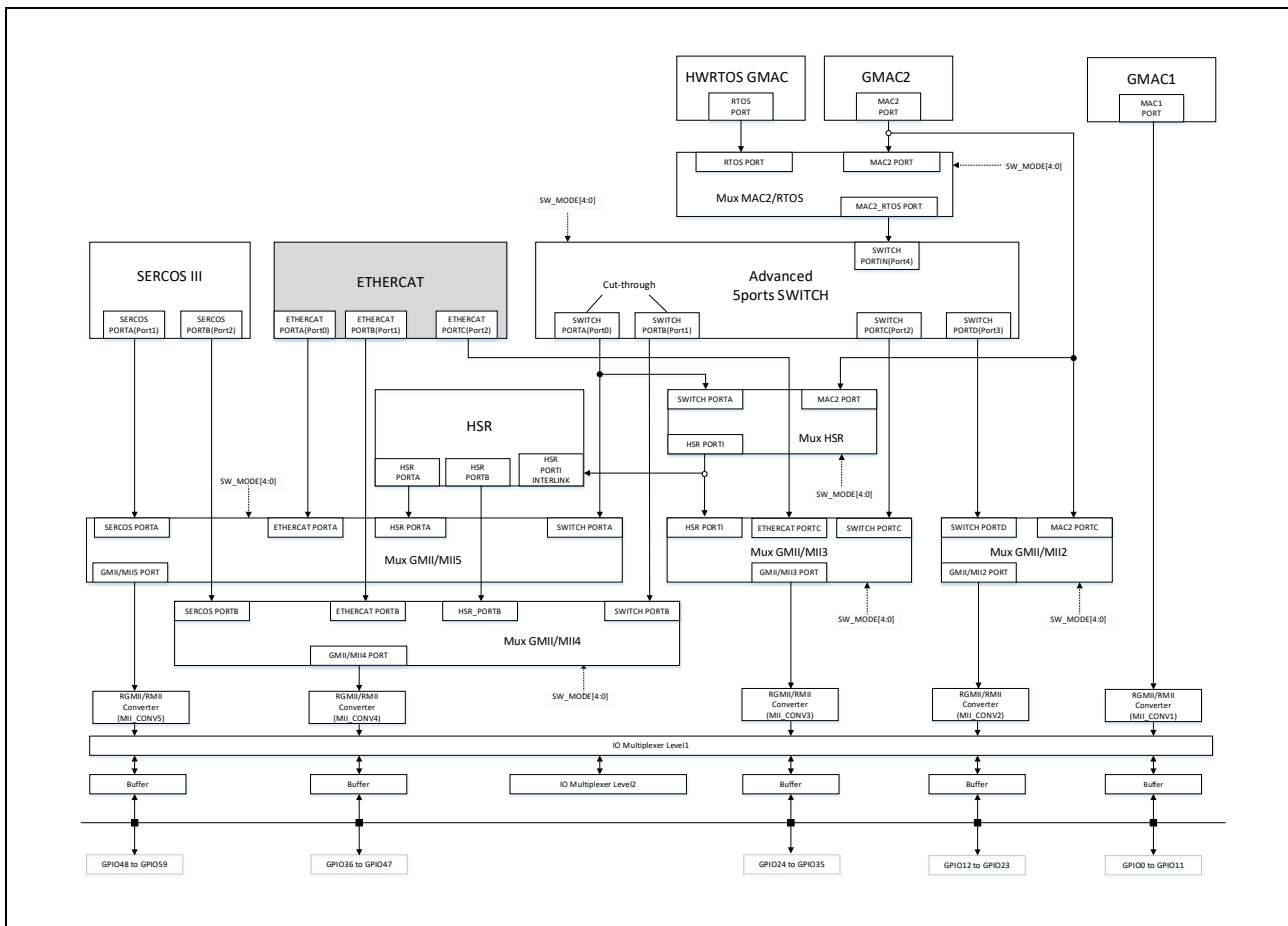 HWRTOS GMAC
GMAC2
GMAC1
RTOS
PORT
MAC2
PORT
MAC1
PORT
RTOS PORT
MAC2 PORT
SW_MODE[4:0]
Mux MAC2/RTOS
MAC2_RTOS PORT
SW_MODE[4:0]
SERCOS III
ETHERCAT
SWITCH
PORTIN(Port4)
Advanced
5ports SWITCH
Cut-through
SERCOS
PORTA(Port1)
SERCOS
PORTB(Port2)
ETHERCAT
PORTA(Port0)
ETHERCAT
PORTB(Port1)
ETHERCAT
PORTC(Port2)
SWITCH
PORTA(Port0)
SWITCH
PORTB(Port1)
SWITCH
PORTC(Port2)
SWITCH
PORTD(Port3)
SWITCH PORTA
MAC2 PORT
HSR
Mux HSR
HSR PORTI
HSR
PORTA
HSR
PORTB
HSR
PORTI
INTERLINK
SW_MODE[4:0]
SW_MODE[4:0]
SERCOS PORTA
ETHERCAT PORTA
HSR PORTA
SWITCH PORTA
HSR PORTI
ETHERCAT PORTC
SWITCH PORTC
SWITCH PORTD
MAC2 PORTC
Mux GMII/MII5
Mux GMII/MII3
Mux GMII/MII2
GMII/MII5 PORT
GMII/MII3 PORT
GMII/MII2 PORT
SERCOS PORTB
ETHERCAT PORTB
HSR_PORTB
SWITCH PORTB
SW_MODE[4:0]
SW_MODE[4:0]
Mux GMII/MII4
GMII/MII4 PORT
SW_MODE[4:0]
RGMII/RMII
Converter
(MII_CONV5)
RGMII/RMII
Converter
(MII_CONV4)
RGMII/RMII
Converter
(MII_CONV3)
RGMII/RMII
Converter
(MII_CONV2)
RGMII/RMII
Converter
(MII_CONV1)
IO Multiplexer Level1
Buffer
Buffer
IO Multiplexer Level2
Buffer
Buffer
Buffer
GPIO48 to GPIO59
GPIO36 to GPIO47
GPIO24 to GPIO35
GPIO12 to GPIO23
GPIO0 to GPIO11